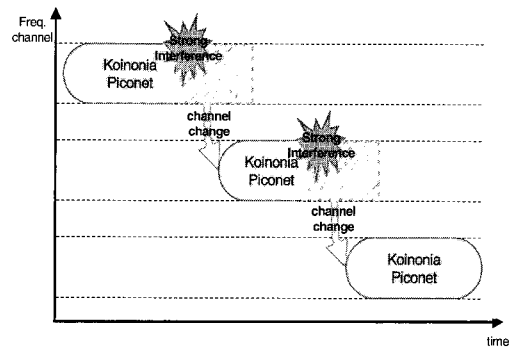 Freq.
channel
Strong
Interference
Koinonia
Piconet
channel
change
Strong
Interference
Koinonia
Piconet
channel
change
Koinonia
Piconet
time